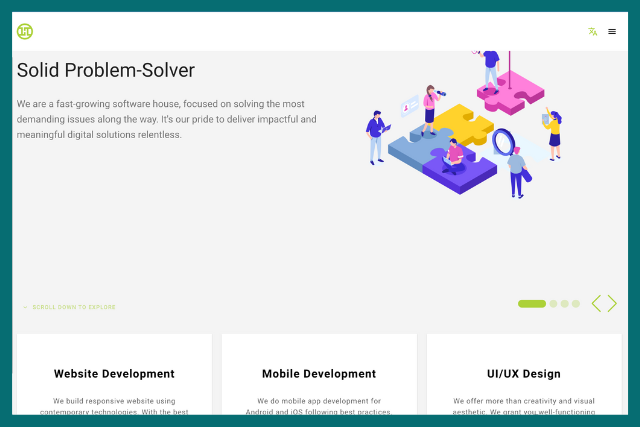 Solid Problem-Solver
We are a fast-growing software house, focused on solving the most
demanding issues along the way. It's our pride to deliver impactful and
meaningful digital solutions relentless.
← SCROLL DOWN TO EXPLORE
Website Development
We build responsive website using
contemporary technologies. With the best
Mobile Development
We do mobile app development for
Android and iOS following best practices.
UI/UX Design
We offer more than creativity and visual
aesthetic. We grant you,well-functioning